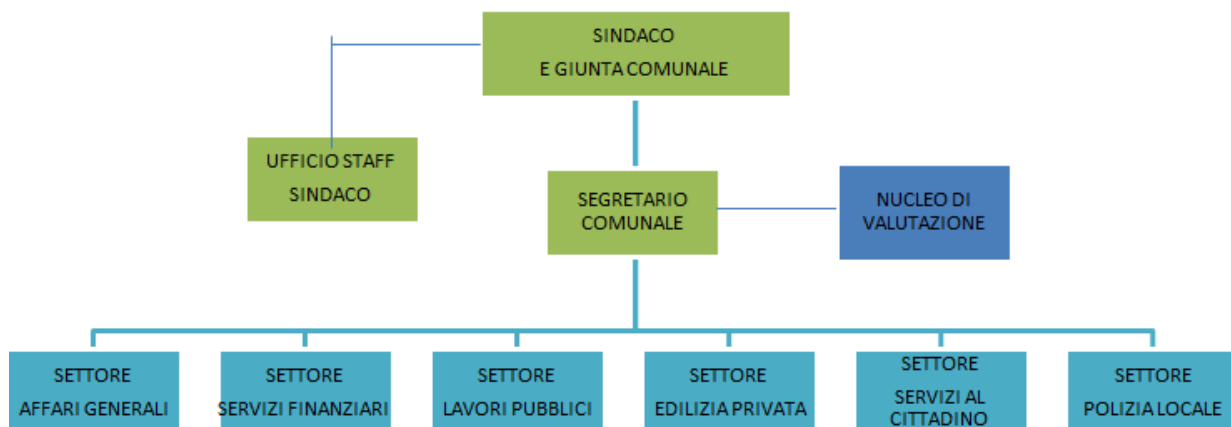 SINDACO
E GIUNTA COMUNALE
UFFICIO STAFF
SINDACO
SEGRETARIO
COMUNALE
NUCLEO DI
VALUTAZIONE
SETTORE
AFFARI GENERALI
SETTORE
SERVIZI FINANZIARI
SETTORE
LAVORI PUBBLICI
SETTORE
EDILIZIA PRIVATA
SETTORE
SERVIZI AL
CITTADINO
SETTORE
POLIZIA LOCALE